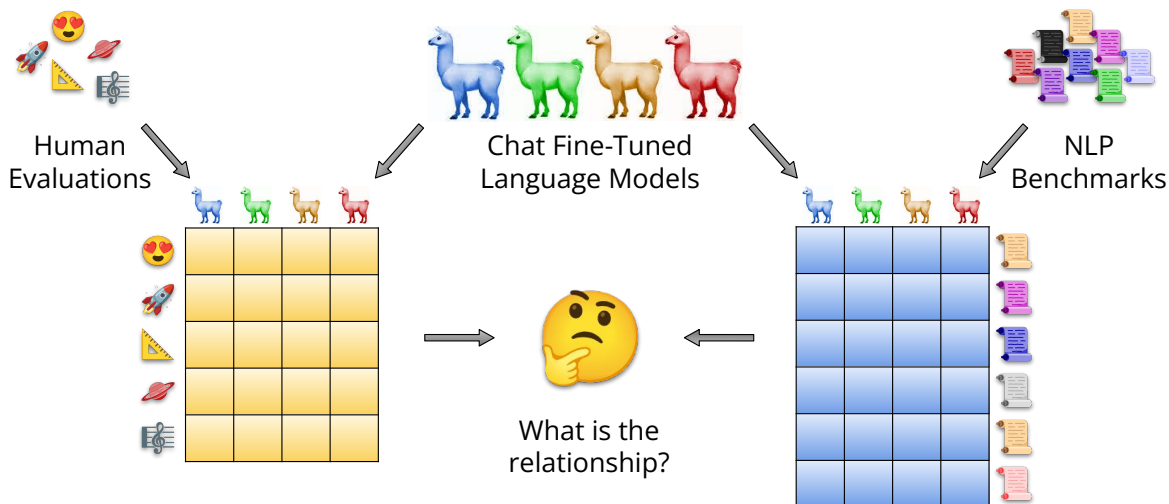 Human
Evaluations
Chat Fine-Tuned
Language Models
NLP
Benchmarks
What is the
relationship?